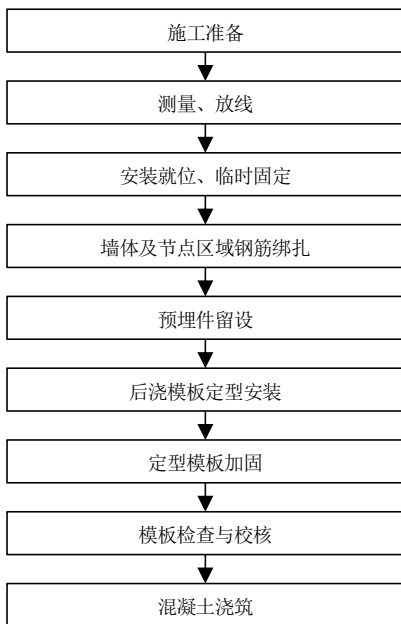 施工准备
测量、放线
安装就位、临时固定
墙体及节点区域钢筋绑扎
预埋件留设
后浇模板定型安装
定型模板加固
模板检查与校核
混凝土浇筑